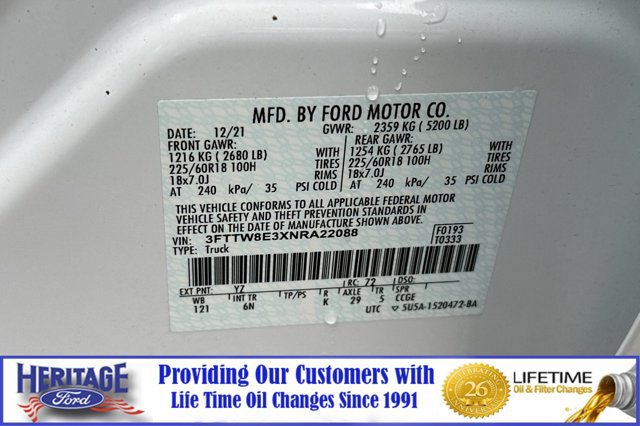 MFD. BY FORD MOTOR CO.
DATE: 12/21 GVWR: 2359 KG ( 5200 LB)
FRONT GAWR: REAR GAWR:
1216 KG ( 2680 LB) WITH 1254 KG ( 2765 LB) WITH
225/60R18 100H TIRES 225/60R18 100H TIRES
18x7.0J RIMS 18x7.0J RIMS
AT 240 kPa/ 35 PSI COLD AT 240 kPa/ 35 PSI COLD
THIS VEHICLE CONFORMS TO ALL APPLICABLE FEDERAL MOTOR
VEHICLE SAFETY AND THEFT PREVENTION STANDARDS IN
EFFECT ON THE DATE OF MANUFACTURE SHOWN ABOVE.
VIN: 3FTTW8E3XNRA22088 F0193
TYPE: Truck T0333
EXT PNT: YZ RC: 72 DSO:
WB INT TR TP/PS R AXLE TR SPR
121 6N K 29 5 CCGE
UTC 5U5A-1520472-BA
HERITAGE
Ford
Providing Our Customers with
Life Time Oil Changes Since 1991
CELEBRATING
26
ANNIVERSARY
LIFETIME
Oil & Filter Changes